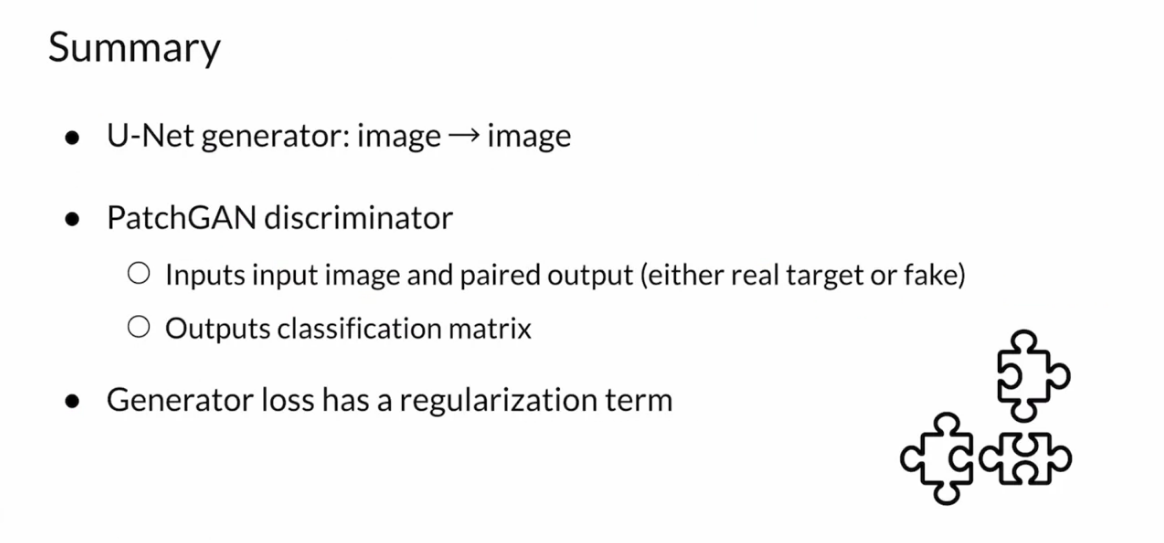 Summary
● U-Net generator: image → image
● PatchGAN discriminator
○ Inputs input image and paired output (either real target or fake)
○ Outputs classification matrix
● Generator loss has a regularization term